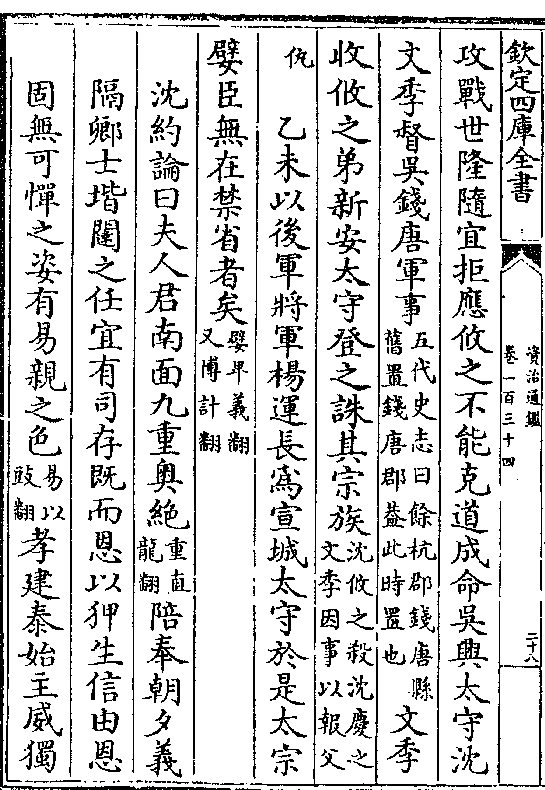 欽定四庫全書
資治通鑑
卷一百三十四
二十八
攻戰世隆隨宜拒應攸之不能克道成命吳興太守沈
文季督吳錢唐軍事
五代史志曰餘杭郡錢唐縣
舊置錢唐郡葢此時置也
文季
收攸之弟新安太守登之誅其宗族
沈攸之殺沈慶之
文季因事以報父
仇
乙未以後軍將軍楊運長為宣城太守於是太宗
嬖臣無在禁省者矣
嬖卑義翻
又博計翻
沈約論曰夫人君南面九重奥絶
重直
龍翻
陪奉朝夕義
隔卿士堦闥之任宜有司存既而恩以狎生信由恩
固無可憚之姿有易親之色
易以
豉翻
孝建泰始主威獨